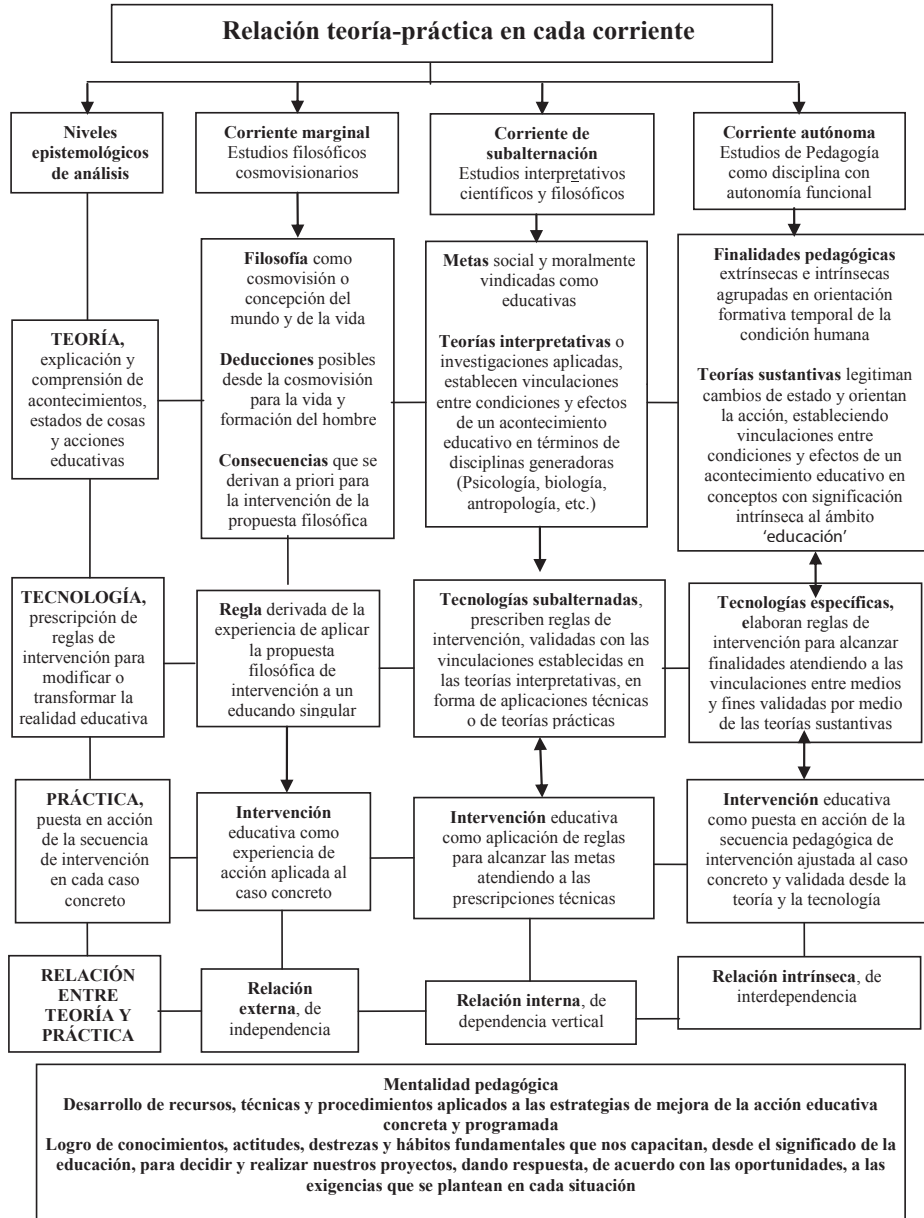 Relación teoría-práctica en cada corriente
Niveles
epistemológicos
de análisis
Corriente marginal
Estudios filosóficos
cosmovisionarios
Corriente de
subalternación
Estudios interpretativos
científicos y filosóficos
Corriente autónoma
Estudios de Pedagogía
como disciplina con
autonomía funcional
TEORÍA,
explicación y
comprensión de
acontecimientos,
estados de cosas
y acciones
educativas
Filosofía como
cosmovisión o
concepción del
mundo y de la vida
Deducciones posibles
desde la cosmovisión
para la vida y
formación del hombre
Consecuencias que se
derivan a priori para
la intervención de la
propuesta filosófica
Metas social y moralmente
vindicadas como
educativas
Teorías interpretativas o
investigaciones aplicadas,
establecen vinculaciones
entre condiciones y efectos
de un acontecimiento
educativo en términos de
disciplinas generadoras
(Psicología, biología,
antropología, etc.)
Finalidades pedagógicas
extrínsecas e intrínsecas
agrupadas en orientación
formativa temporal de la
condición humana
Teorías sustantivas legitiman
cambios de estado y orientan
la acción, estableciendo
vinculaciones entre
condiciones y efectos de un
acontecimiento educativo en
conceptos con significación
intrínseca al ámbito
‘educación’
TECNOLOGÍA,
prescripción de
reglas de
intervención para
modificar o
transformar la
realidad educativa
Regla derivada de la
experiencia de aplicar
la propuesta
filosófica de
intervención a un
educando singular
Tecnologías subalternadas,
prescriben reglas de
intervención, validadas con las
vinculaciones establecidas en
las teorías interpretativas, en
forma de aplicaciones técnicas
o de teorías prácticas
Tecnologías específicas,
elaboran reglas de
intervención para alcanzar
finalidades atendiendo a las
vinculaciones entre medios
y fines validadas por medio
de las teorías sustantivas
PRÁCTICA,
puesta en acción
de la secuencia
de intervención
en cada caso
concreto
Intervención
educativa como
experiencia de
acción aplicada al
caso concreto
Intervención educativa
como aplicación de reglas
para alcanzar las metas
atendiendo a las
prescripciones técnicas
Intervención educativa
como puesta en acción de la
secuencia pedagógica de
intervención ajustada al caso
concreto y validada desde la
teoría y la tecnología
RELACIÓN
ENTRE
TEORÍA Y
PRÁCTICA
Relación
externa, de
independencia
Relación interna, de
dependencia vertical
Relación intrínseca, de
interdependencia
Mentalidad pedagógica
Desarrollo de recursos, técnicas y procedimientos aplicados a las estrategias de mejora de la acción educativa
concreta y programada
Logro de conocimientos, actitudes, destrezas y hábitos fundamentales que nos capacitan, desde el significado de la
educación, para decidir y realizar nuestros proyectos, dando respuesta, de acuerdo con las oportunidades, a las
exigencias que se plantean en cada situación